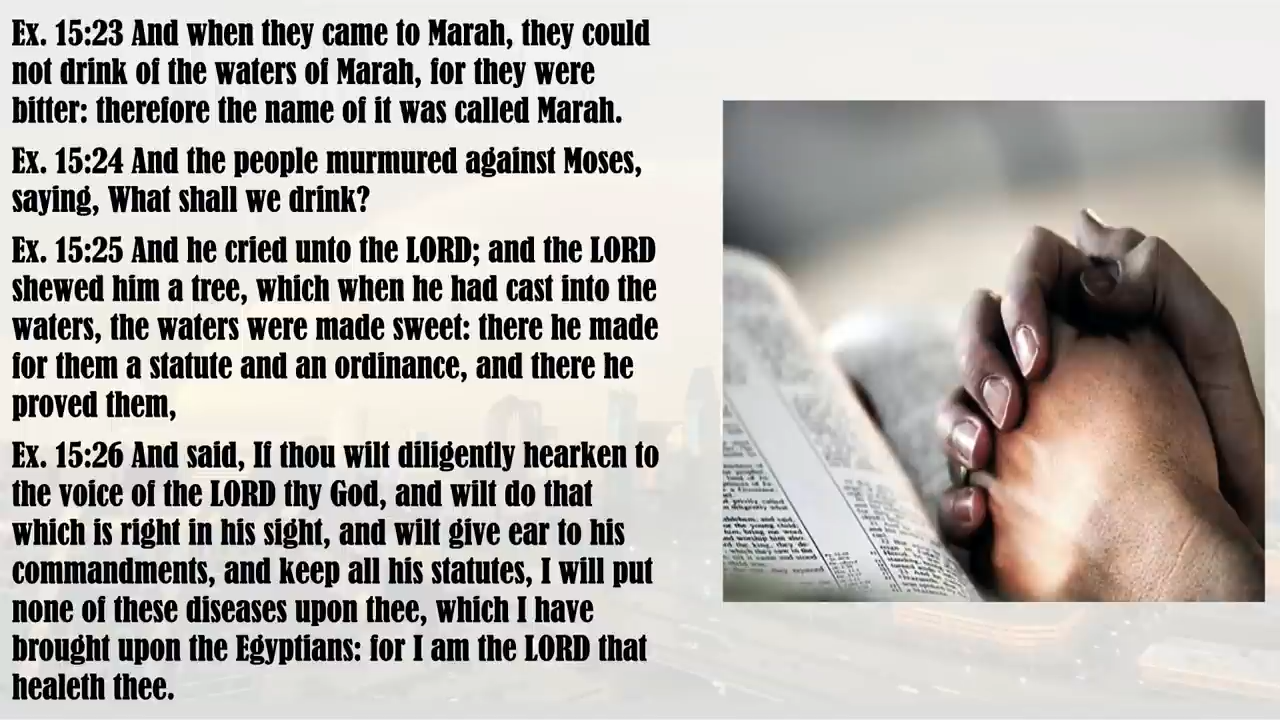 Ex. 15:23 And when they came to Marah, they could
not drink of the waters of Marah, for they were
bitter: therefore the name of it was called Marah.
Ex. 15:24 And the people murmured against Moses,
saying, What shall we drink?
Ex. 15:25 And he cried unto the LORD; and the LORD
shewed him a tree, which when he had cast into the
waters, the waters were made sweet: there he made
for them a statute and an ordinance, and there he
proved them,
Ex. 15:26 And said, If thou wilt diligently hearken to
the voice of the LORD thy God, and wilt do that
which is right in his sight, and wilt give ear to his
commandments, and keep all his statutes, I will put
none of these diseases upon thee, which I have
brought upon the Egyptians: for I am the LORD that
healeth thee.